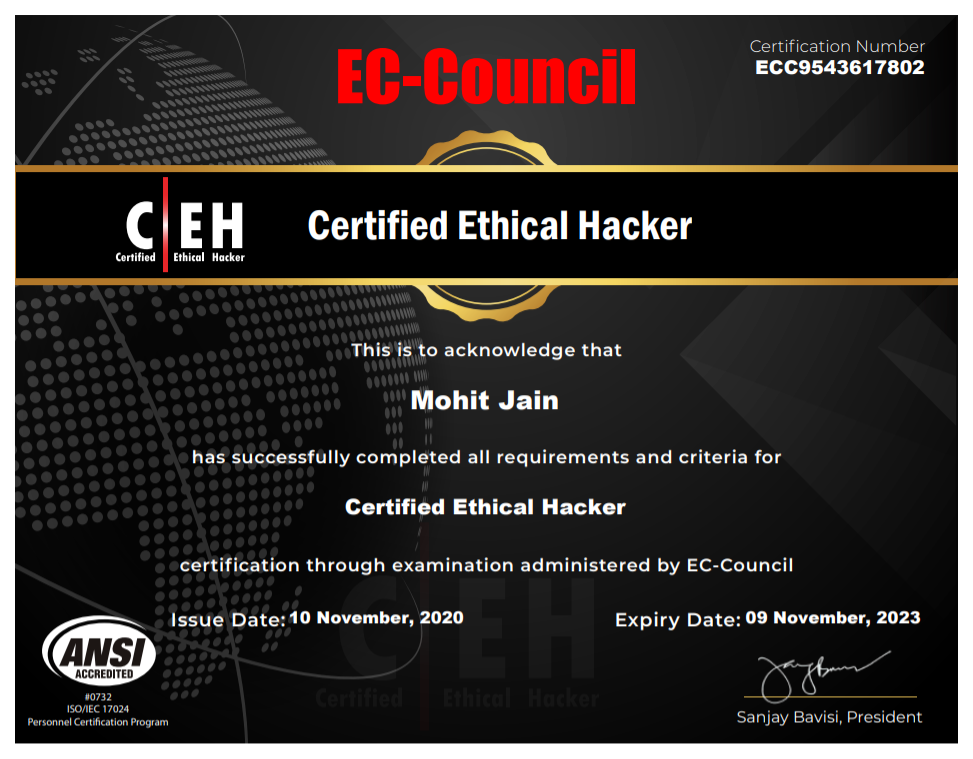 EC-Council
Certification Number
ECC9543617802
C EH
Certified Ethical Hacker
Certified Ethical Hacker
This is to acknowledge that
Mohit Jain
has successfully completed all requirements and criteria for
Certified Ethical Hacker
certification through examination administered by EC-Council
Issue Date: 10 November, 2020
Expiry Date: 09 November, 2023
C EH
Certified Ethical Hacker
ANSI
ACCREDITED
#0732
ISO/IEC 17024
Personnel Certification Program
Sanjay Bavisi, President